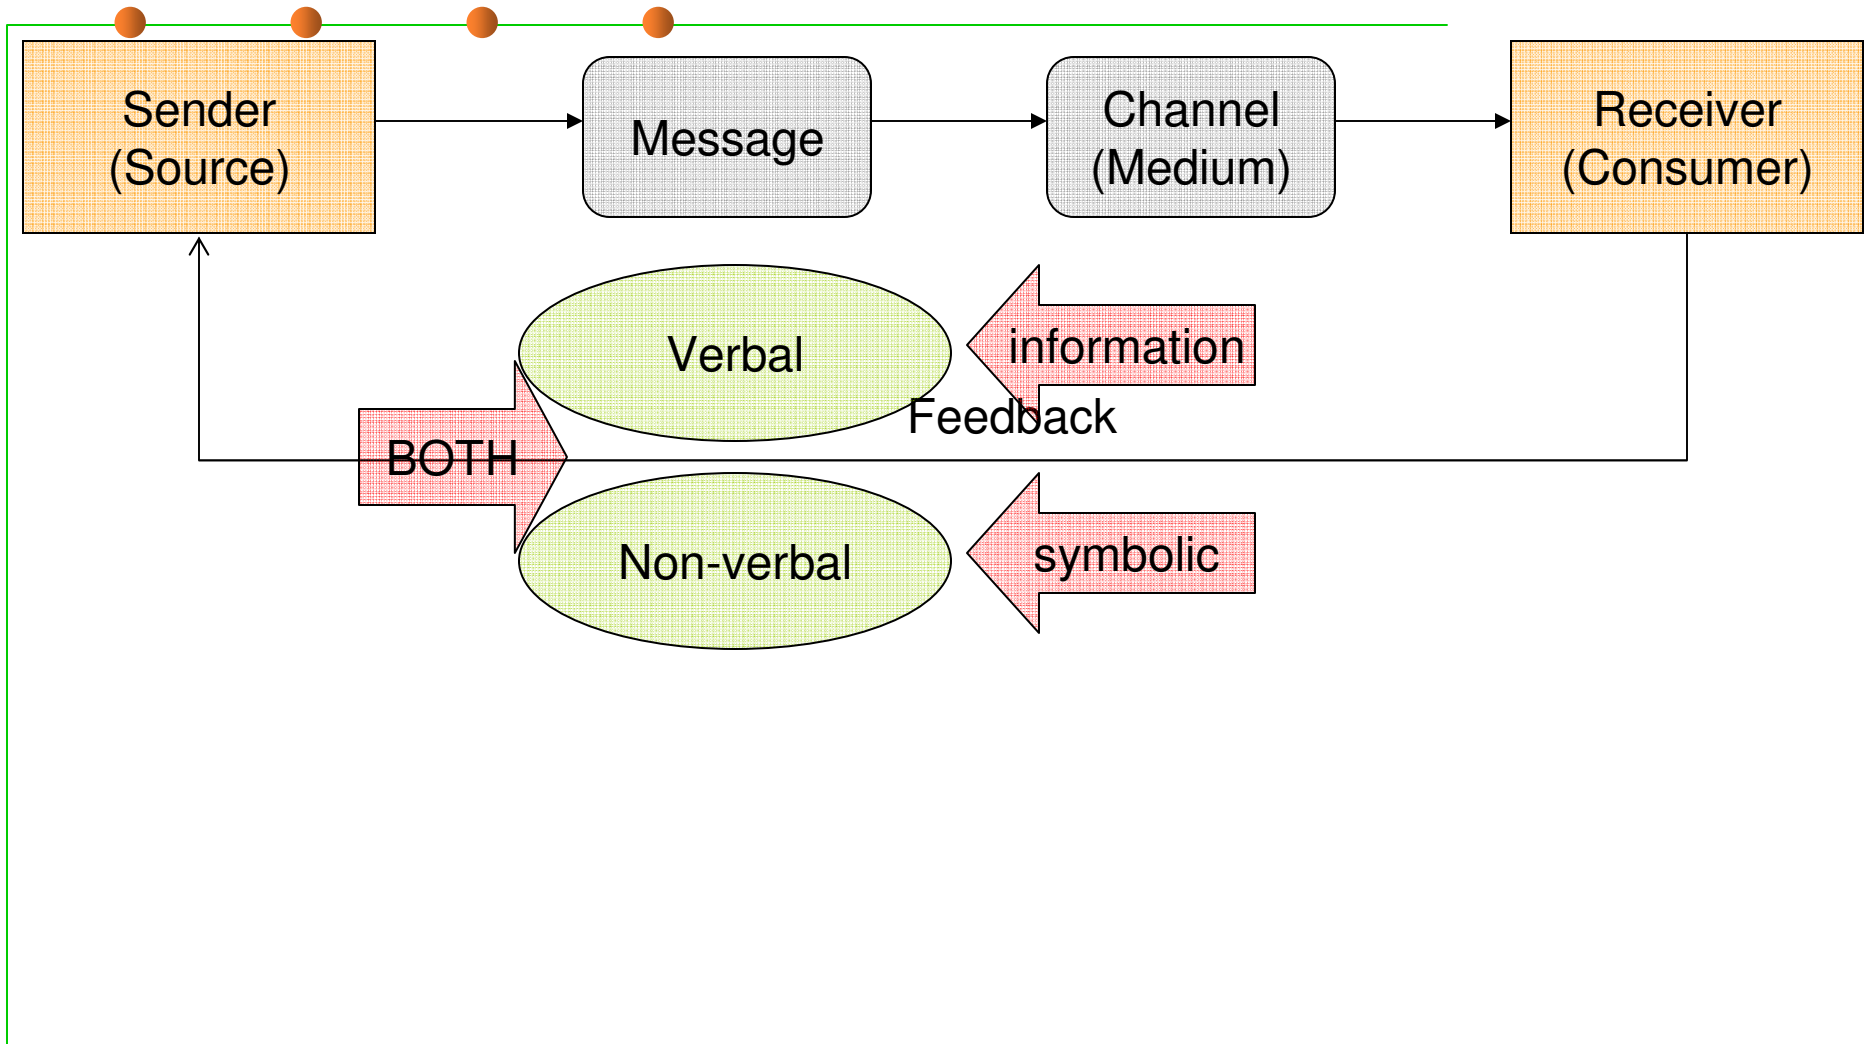 Sender
(Source)
Message
Channel
(Medium)
Receiver
(Consumer)
Verbal
information
Feedback
BOTH
Non-verbal
symbolic